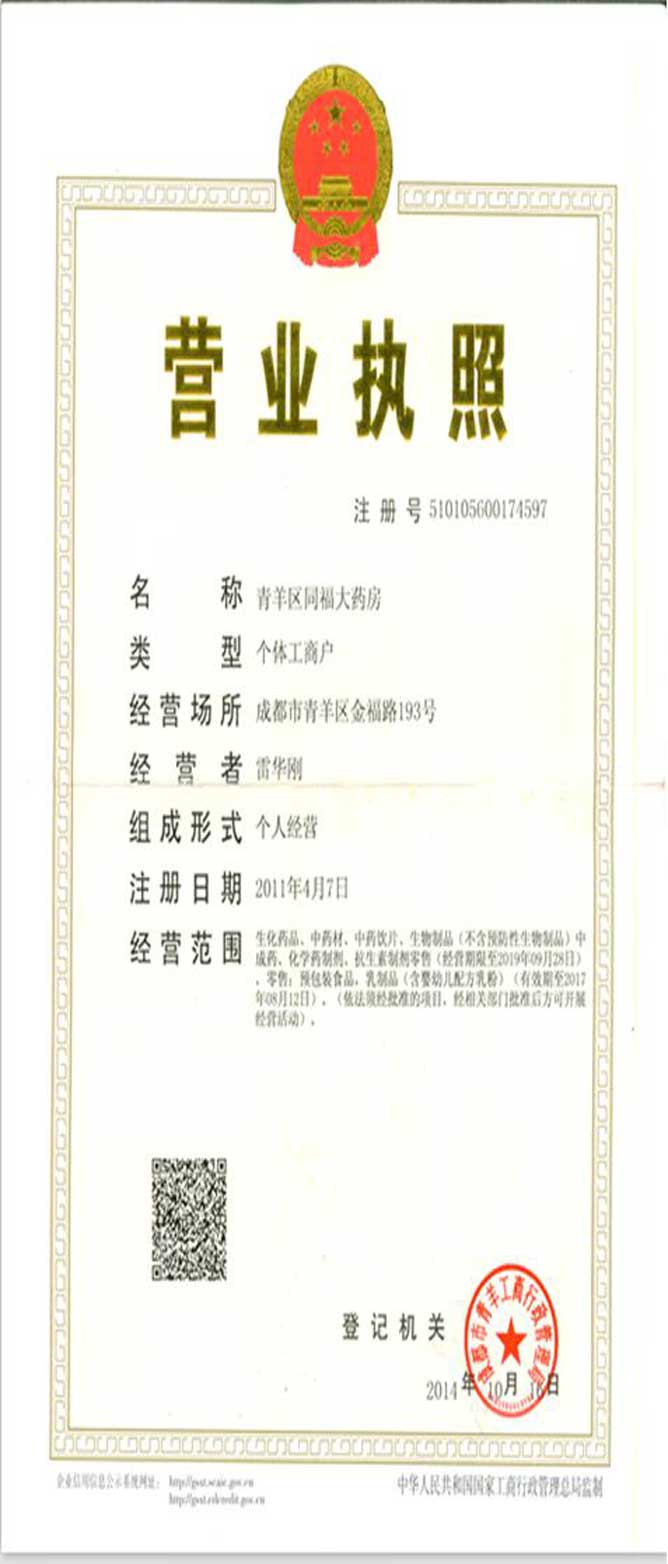 营业执照
注册号 510105600174597
名称 青羊区同福大药房
类型 个体工商户
经营场所 成都市青羊区金福路193号
经营者 雷华刚
组成形式 个人经营
注册日期 2011年4月7日
经营范围 生化药品、中药材、中药饮片、生物制品（不含预防性生物制品）中
成药、化学药制剂、抗生素制剂零售（经营期限至2019年09月28日）
，零售：预包装食品，乳制品（含婴幼儿配方乳粉）（有效期至2017
年08月12日）。（依法须经批准的项目，经相关部门批准后方可开展
经营活动）。
成都市青羊工商行政管理局
登记机关
2014年10月16日
企业信用信息公示系统网址： http://gsxt.scaic.gov.cn
http://gsxt.cdcredit.gov.cn
中华人民共和国国家工商行政管理总局监制